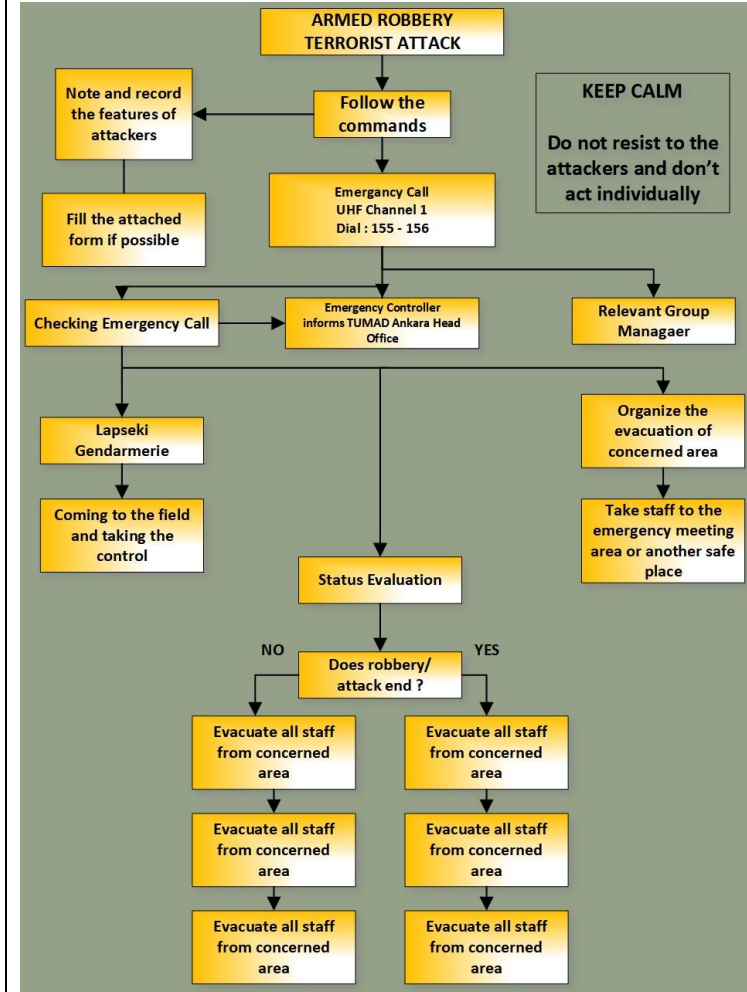 ARMED ROBBERY
TERRORIST ATTACK
Note and record
the features of
attackers
Follow the
commands
KEEP CALM
Do not resist to the
attackers and don't
act individually
Fill the attached
form if possible
Emergancy Call
UHF Channel 1
Dial : 155 - 156
Checking Emergency Call
Emergency Controller
informs TUMAD Ankara Head
Office
Relevant Group
Managaer
Lapseki
Gendarmerie
Organize the
evacuation of
concerned area
Coming to the field
and taking the
control
Take staff to the
emergency meeting
area or another safe
place
Status Evaluation
NO
YES
Does robbery/
attack end ?
Evacuate all staff
from concerned
area
Evacuate all staff
from concerned
area
Evacuate all staff
from concerned
area
Evacuate all staff
from concerned
area
Evacuate all staff
from concerned
area
Evacuate all staff
from concerned
area